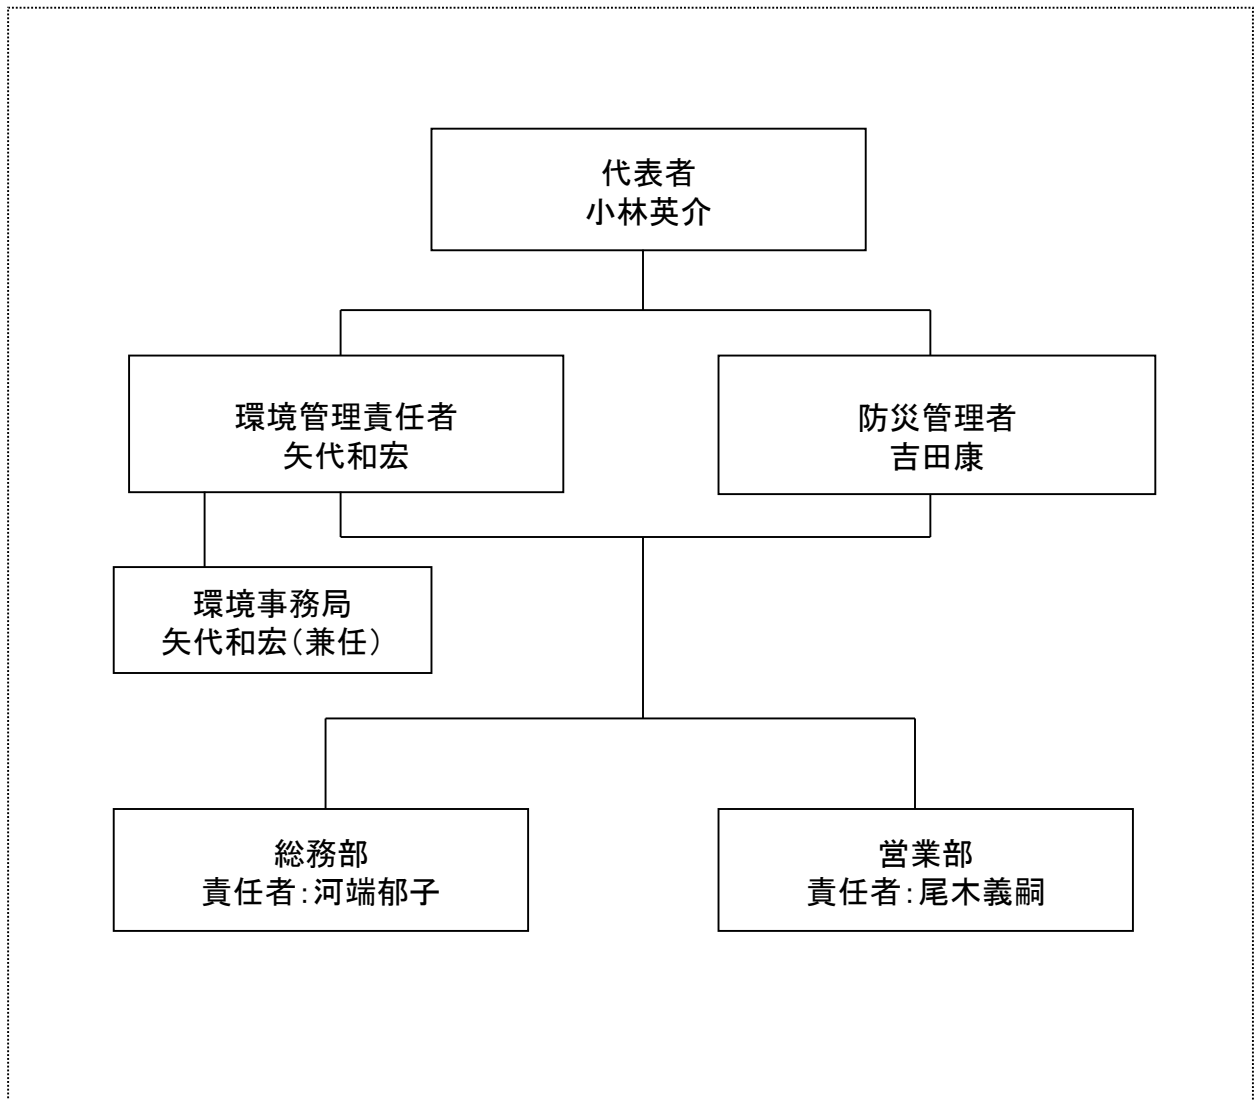 代表者
小林英介
環境管理責任者
矢代和宏
防災管理者
吉田康
環境事務局
矢代和宏（兼任）
総務部
責任者：河端郁子
営業部
責任者：尾木義嗣